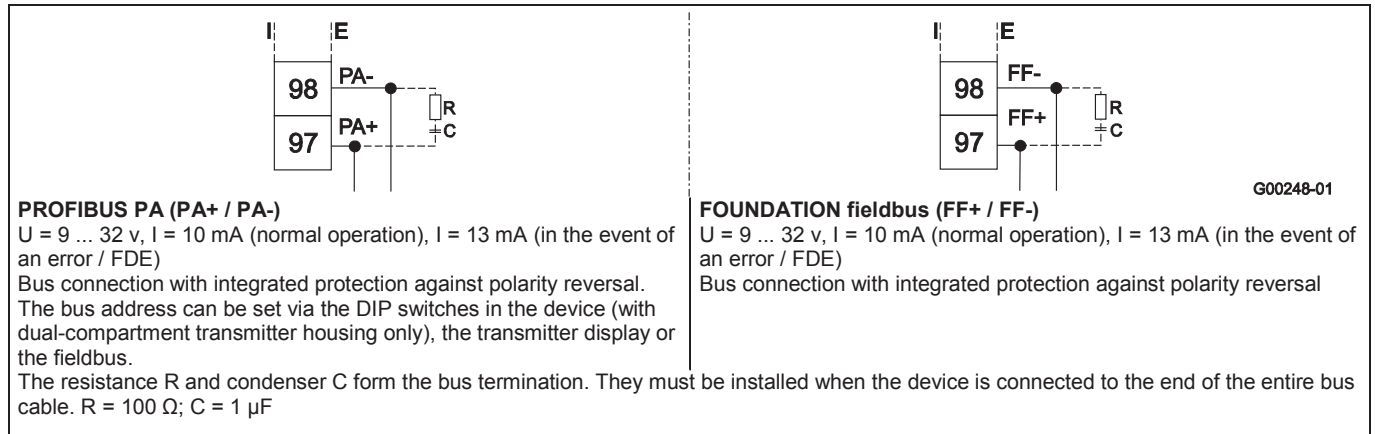 I E
98 PA-
R
C
97 PA+
I E
98 FF-
R
C
97 FF+
G00248-01
PROFIBUS PA (PA+ / PA-)
U = 9 ... 32 v, I = 10 mA (normal operation), I = 13 mA (in the event of
an error / FDE)
Bus connection with integrated protection against polarity reversal.
The bus address can be set via the DIP switches in the device (with
dual-compartment transmitter housing only), the transmitter display or
the fieldbus.
FOUNDATION fieldbus (FF+ / FF-)
U = 9 ... 32 v, I = 10 mA (normal operation), I = 13 mA (in the event of
an error / FDE)
Bus connection with integrated protection against polarity reversal
The resistance R and condenser C form the bus termination. They must be installed when the device is connected to the end of the entire bus
cable. R = 100 Ω; C = 1 μF